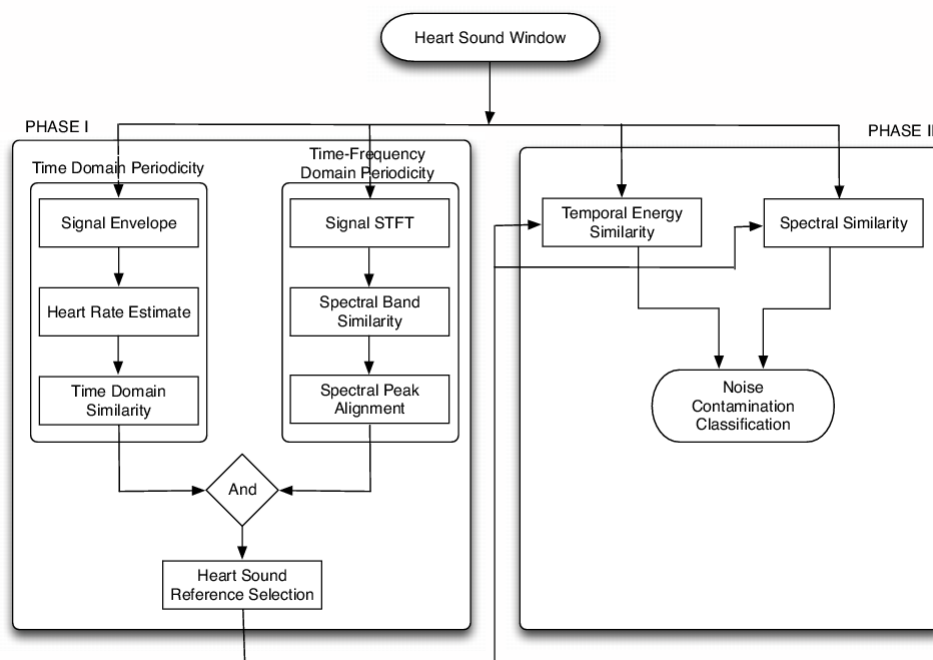 Heart Sound Window
PHASE I
PHASE II
Time Domain Periodicity
Time-Frequency
Domain Periodicity
Signal Envelope
Signal STFT
Temporal Energy
Similarity
Spectral Similarity
Heart Rate Estimate
Spectral Band
Similarity
Time Domain
Similarity
Spectral Peak
Alignment
Noise
Contamination
Classification
And
Heart Sound
Reference Selection